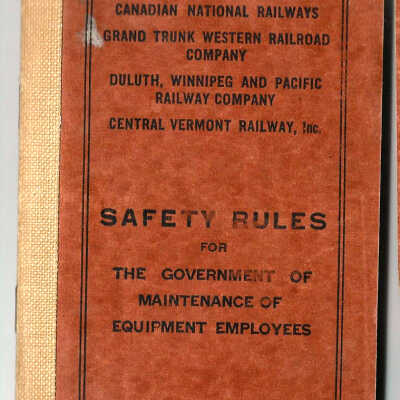 CANADIAN NATIONAL RAILWAYS
GRAND TRUNK WESTERN RAILROAD
COMPANY
DULUTH, WINNIPEG AND PACIFIC
RAILWAY COMPANY
CENTRAL VERMONT RAILWAY, Inc.
SAFETY RULES
FOR
THE GOVERNMENT OF
MAINTENANCE OF
EQUIPMENT EMPLOYEES